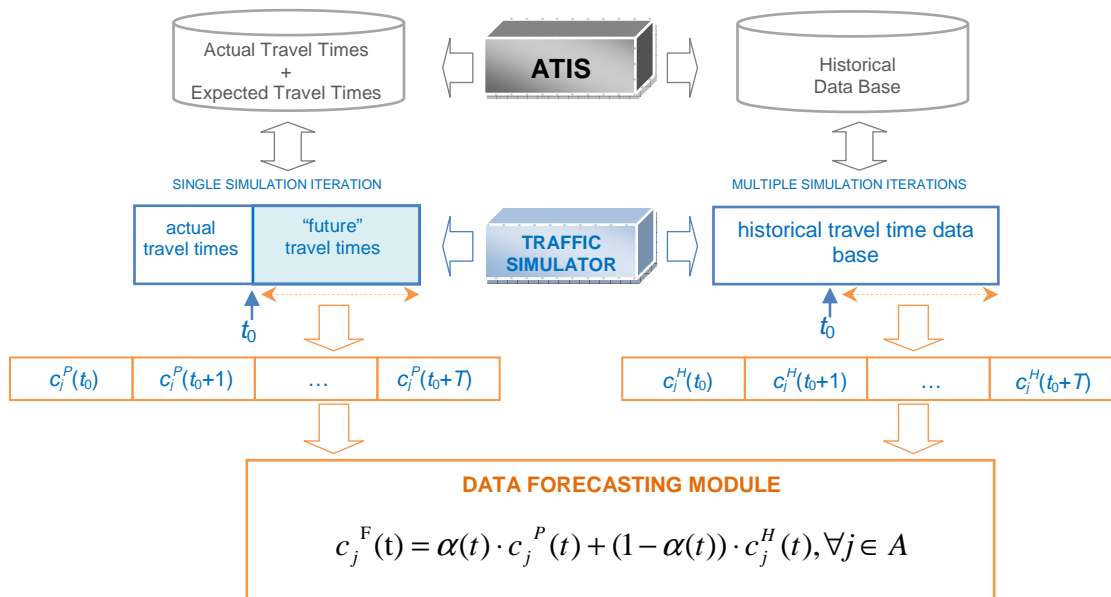 Actual Travel Times
+
Expected Travel Times
ATIS
Historical
Data Base
SINGLE SIMULATION ITERATION
MULTIPLE SIMULATION ITERATIONS
actual
travel times
“future”
travel times
TRAFFIC
SIMULATOR
historical travel time data
base
t₀
t₀
cⱼᴾ(t₀)
cⱼᴾ(t₀+1)
…
cⱼᴾ(t₀+T)
cⱼᴴ(t₀)
cⱼᴴ(t₀+1)
…
cⱼᴴ(t₀+T)
DATA FORECASTING MODULE
cⱼ^F(t) = α(t) · cⱼᴾ(t) + (1 − α(t)) · cⱼᴴ(t), ∀j ∈ A